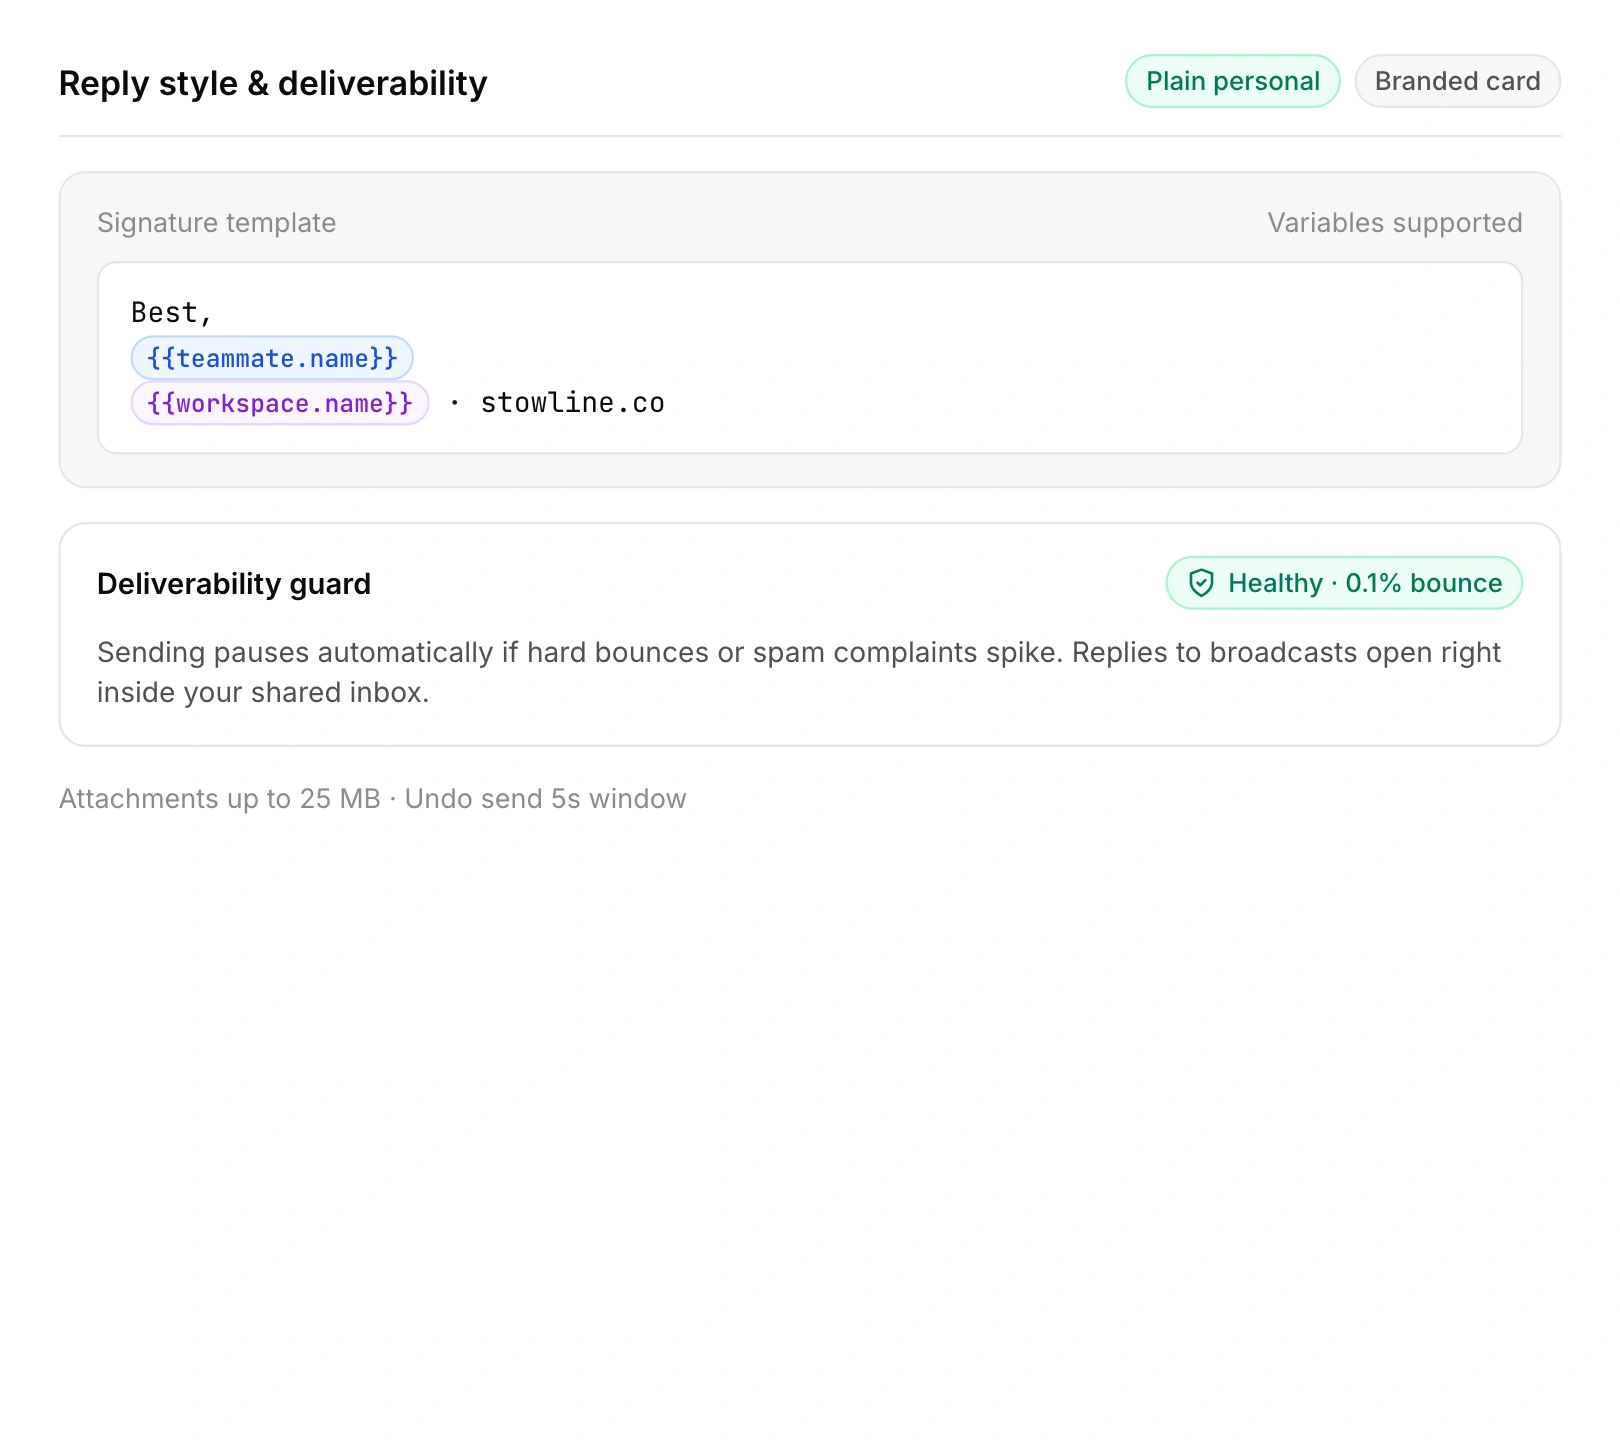 Reply style & deliverability
Plain personal
Branded card
Signature template
Variables supported
Best,
{{teammate.name}}
{{workspace.name}} · stowline.co
Deliverability guard
Healthy · 0.1% bounce
Sending pauses automatically if hard bounces or spam complaints spike. Replies to broadcasts open right
inside your shared inbox.
Attachments up to 25 MB · Undo send 5s window